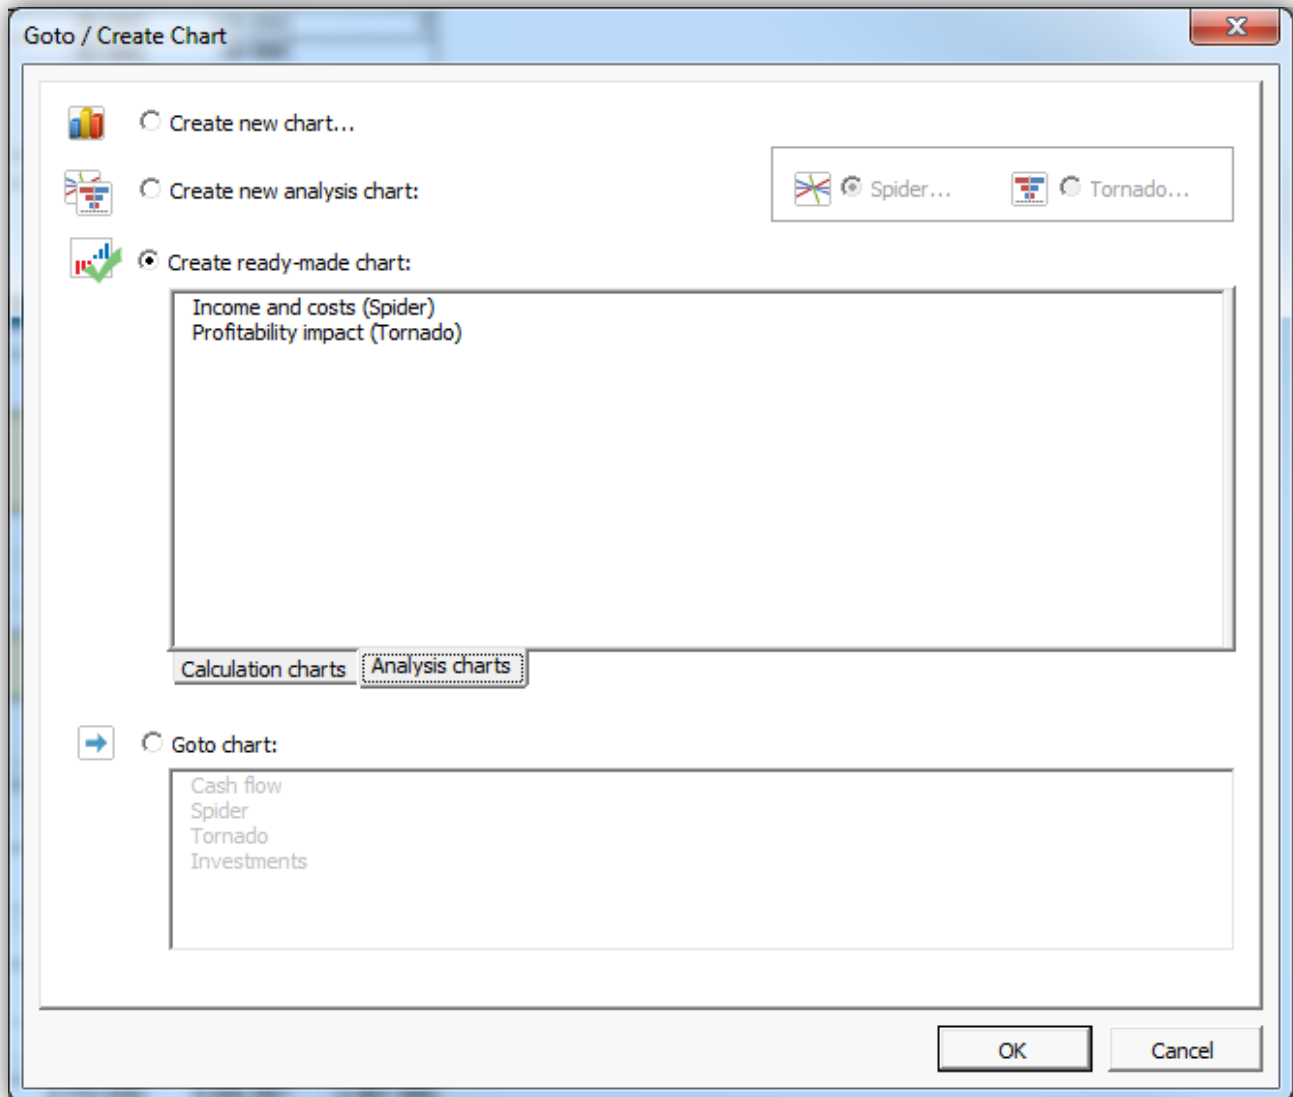 Goto / Create Chart
Create new chart...
Create new analysis chart:
Spider...
Tornado...
Create ready-made chart:
Income and costs (Spider)
Profitability impact (Tornado)
Calculation charts
Analysis charts
Goto chart:
Cash flow
Spider
Tornado
Investments
OK
Cancel